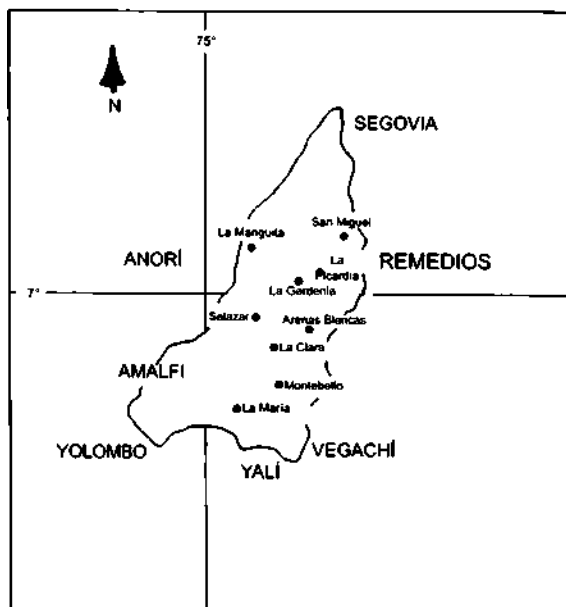 75°
N
SEGOVIA
San Miguel
La Manguita
ANORÍ
La
Picardia
REMEDIOS
La Gardenia
7°
Salazar
Arenas Blancas
La Clara
AMALFI
Montebello
La María
YOLOMBO
VEGACHÍ
YALÍ